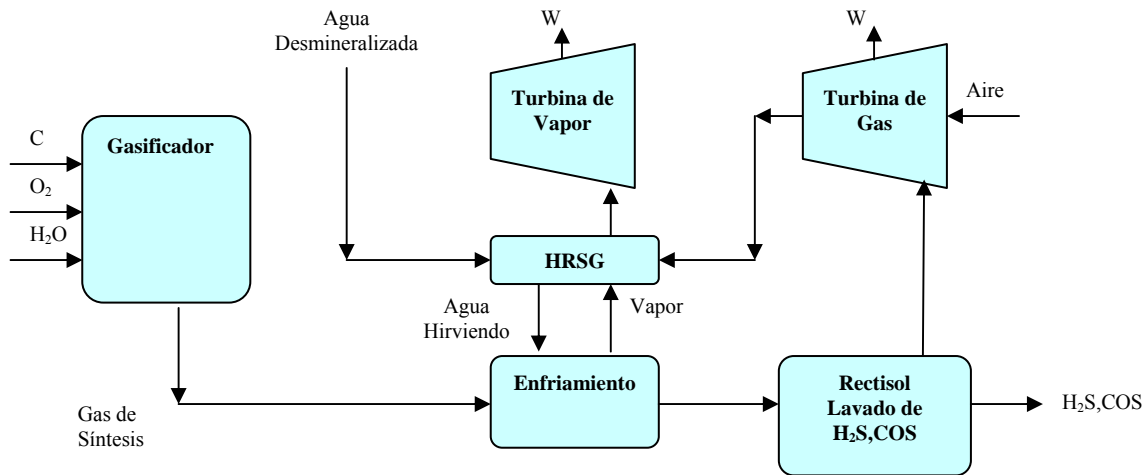 Agua
Desmineralizada
W
W
Turbina de
Vapor
Turbina de
Gas
Aire
C
O₂
H₂O
Gasificador
HRSG
Agua
Hirviendo
Vapor
Enfriamiento
Rectisol
Lavado de
H₂S,COS
H₂S,COS
Gas de
Síntesis